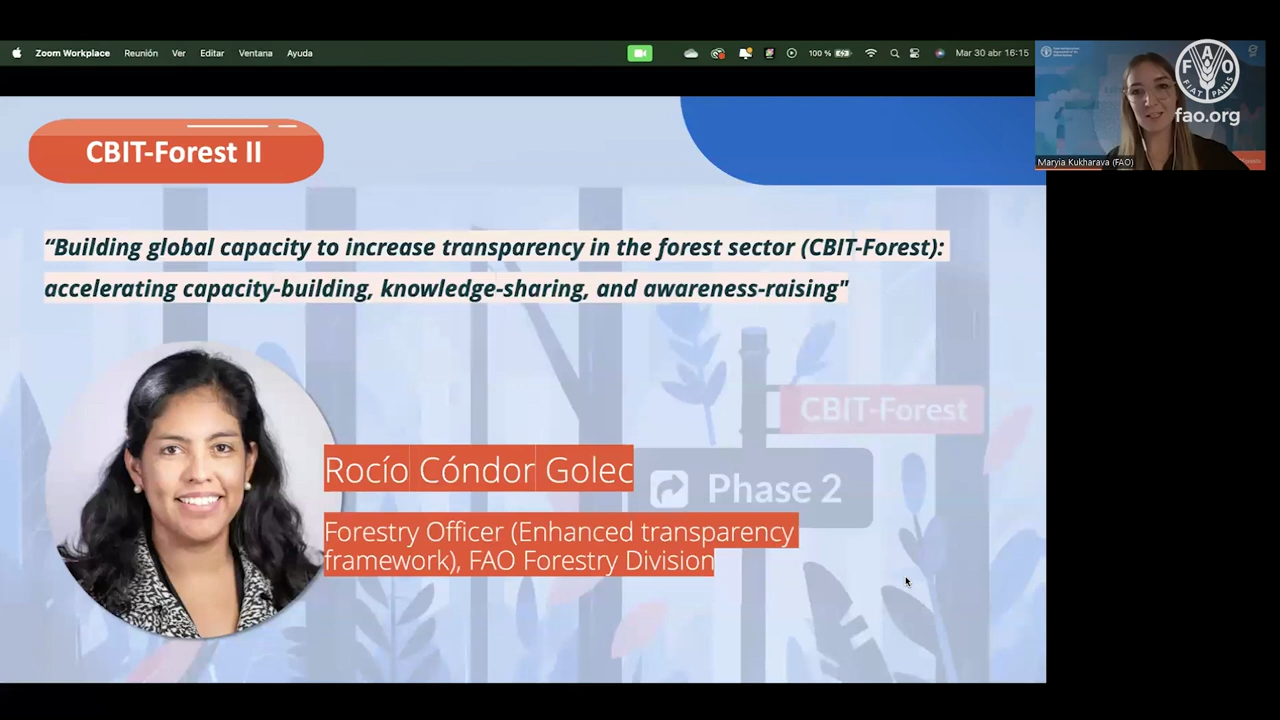 Zoom Workplace Reunión Ver Editar Ventana Ayuda 100 % Mar 30 abr 16:15
FAO
FIAT PANIS
fao.org
Maryia Kukharava (FAO)
CBIT-Forest II
“Building global capacity to increase transparency in the forest sector (CBIT-Forest):
accelerating capacity-building, knowledge-sharing, and awareness-raising"
CBIT-Forest
Phase 2
Rocío Cóndor Golec
Forestry Officer (Enhanced transparency
framework), FAO Forestry Division